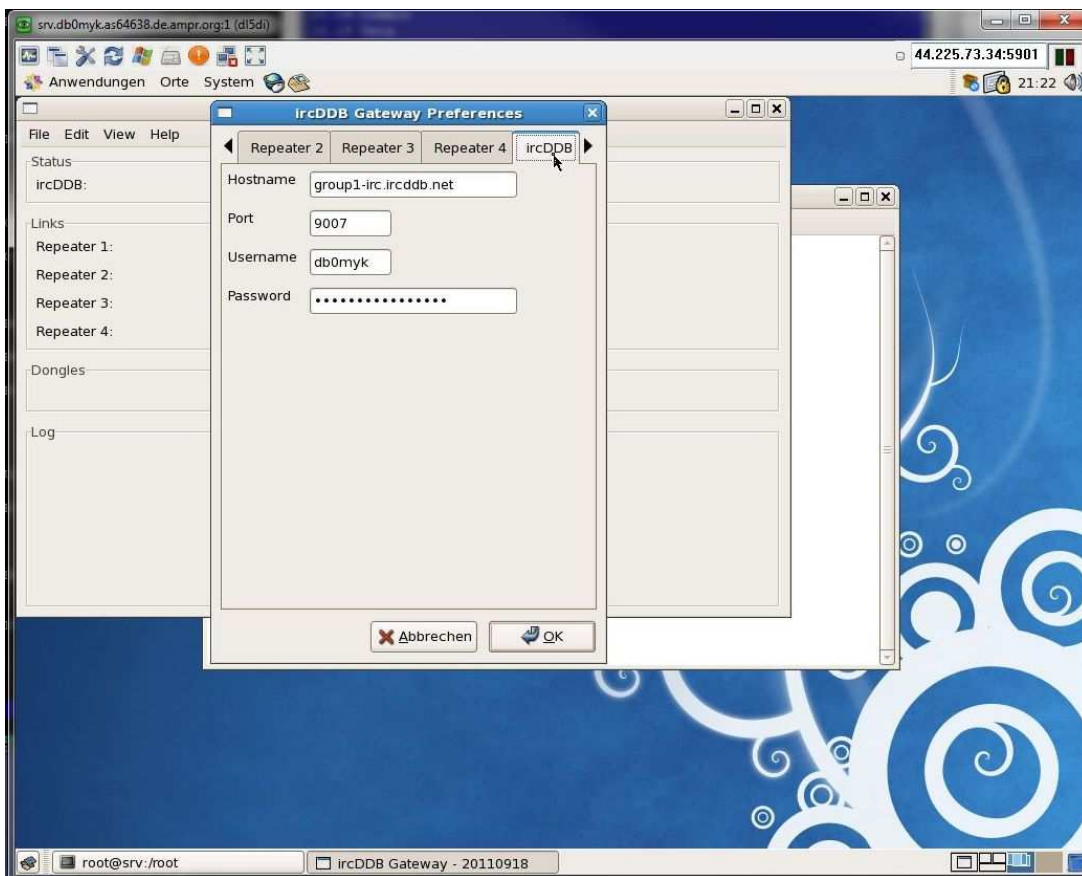 srv.db0myk.as64638.de.ampr.org:1 (dl5di)
44.225.73.34:5901
Anwendungen Orte System
21:22
ircDDB Gateway Preferences
File Edit View Help
Repeater 2 Repeater 3 Repeater 4 ircDDB
Status
ircDDB:
Links
Repeater 1:
Repeater 2:
Repeater 3:
Repeater 4:
Dongles
Log
Hostname group1-irc.ircddb.net
Port 9007
Username db0myk
Password ••••••••••••••••
Abbrechen OK
root@srv:/root
ircDDB Gateway - 20110918